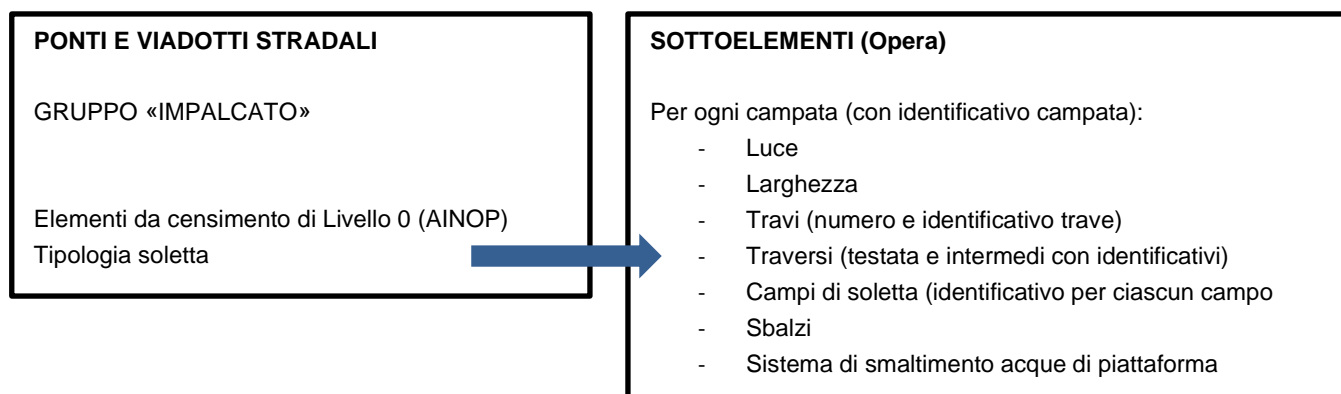 PONTI E VIADOTTI STRADALI
GRUPPO «IMPALCATO»
Elementi da censimento di Livello 0 (AINOP)
Tipologia soletta
SOTTOELEMENTI (Opera)
Per ogni campata (con identificativo campata):
- Luce
- Larghezza
- Travi (numero e identificativo trave)
- Traversi (testata e intermedi con identificativi)
- Campi di soletta (identificativo per ciascun campo
- Sbalzi
- Sistema di smaltimento acque di piattaforma